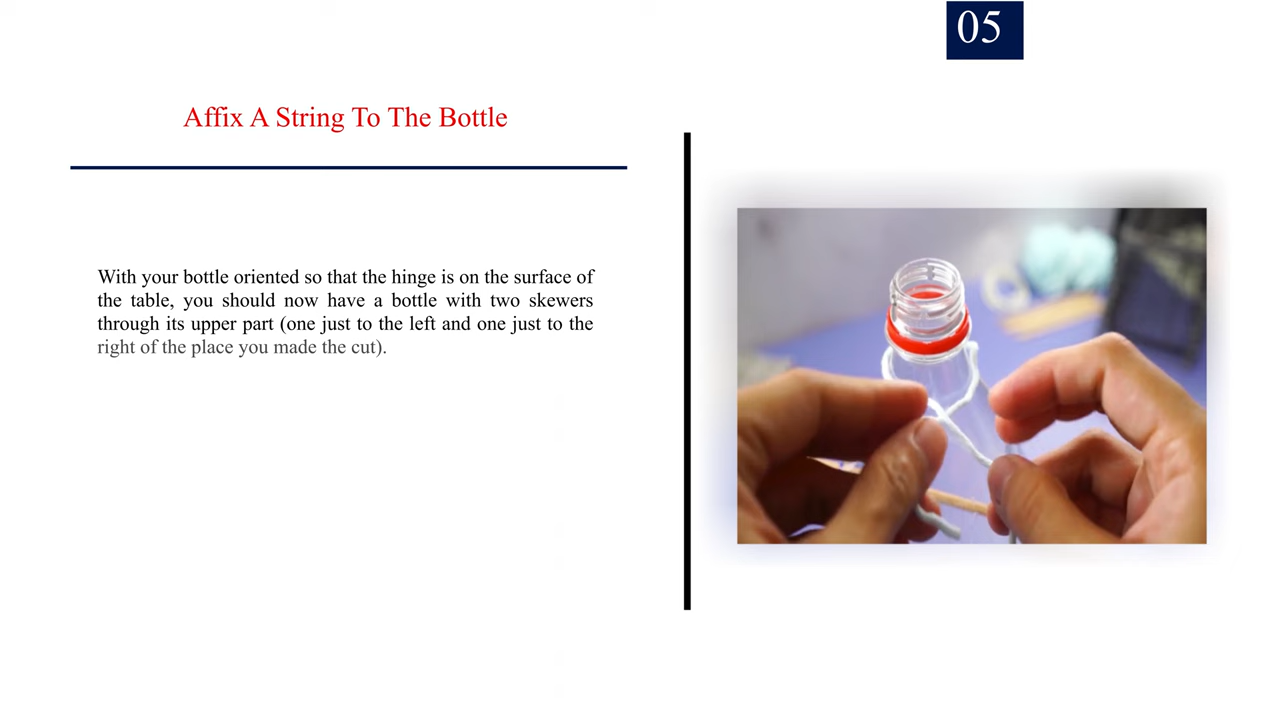 05
Affix A String To The Bottle
With your bottle oriented so that the hinge is on the surface of
the table, you should now have a bottle with two skewers
through its upper part (one just to the left and one just to the
right of the place you made the cut).